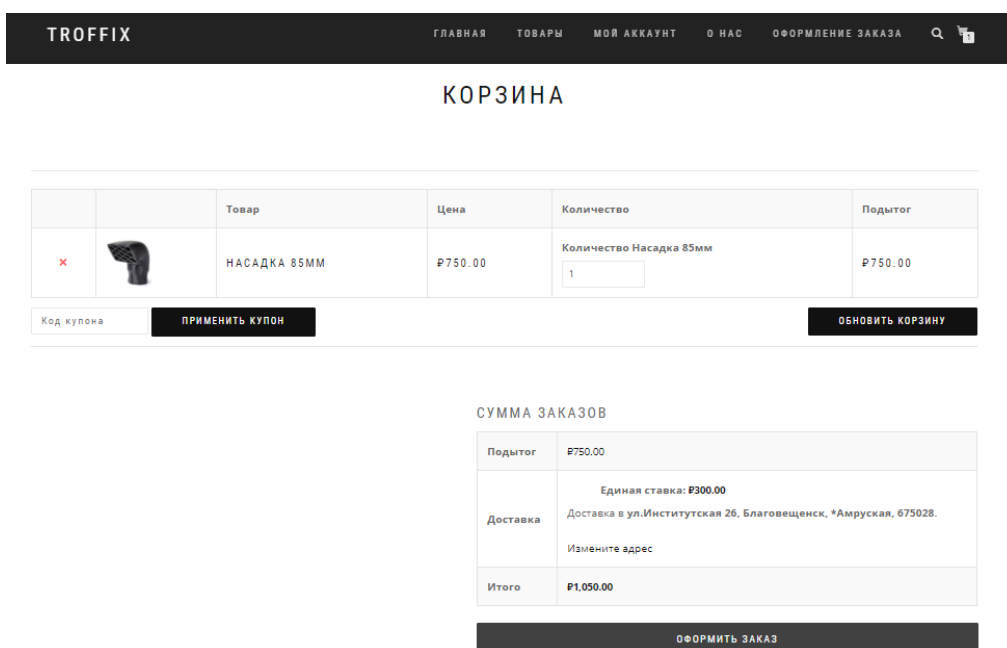 TROFFIX ГЛАВНАЯ ТОВАРЫ МОЙ АККАУНТ О НАС ОФОРМЛЕНИЕ ЗАКАЗА 1
КОРЗИНА
Товар Цена Количество Подытог
Количество Насадка 85мм
НАСАДКА 85ММ ₽750.00 1 ₽750.00
Код купона ПРИМЕНИТЬ КУПОН ОБНОВИТЬ КОРЗИНУ
СУММА ЗАКАЗОВ
Подытог ₽750.00
Единая ставка: ₽300.00
Доставка Доставка в ул.Институтская 26, Благовещенск, *Амруская, 675028.
Измените адрес
Итого ₽1,050.00
ОФОРМИТЬ ЗАКАЗ